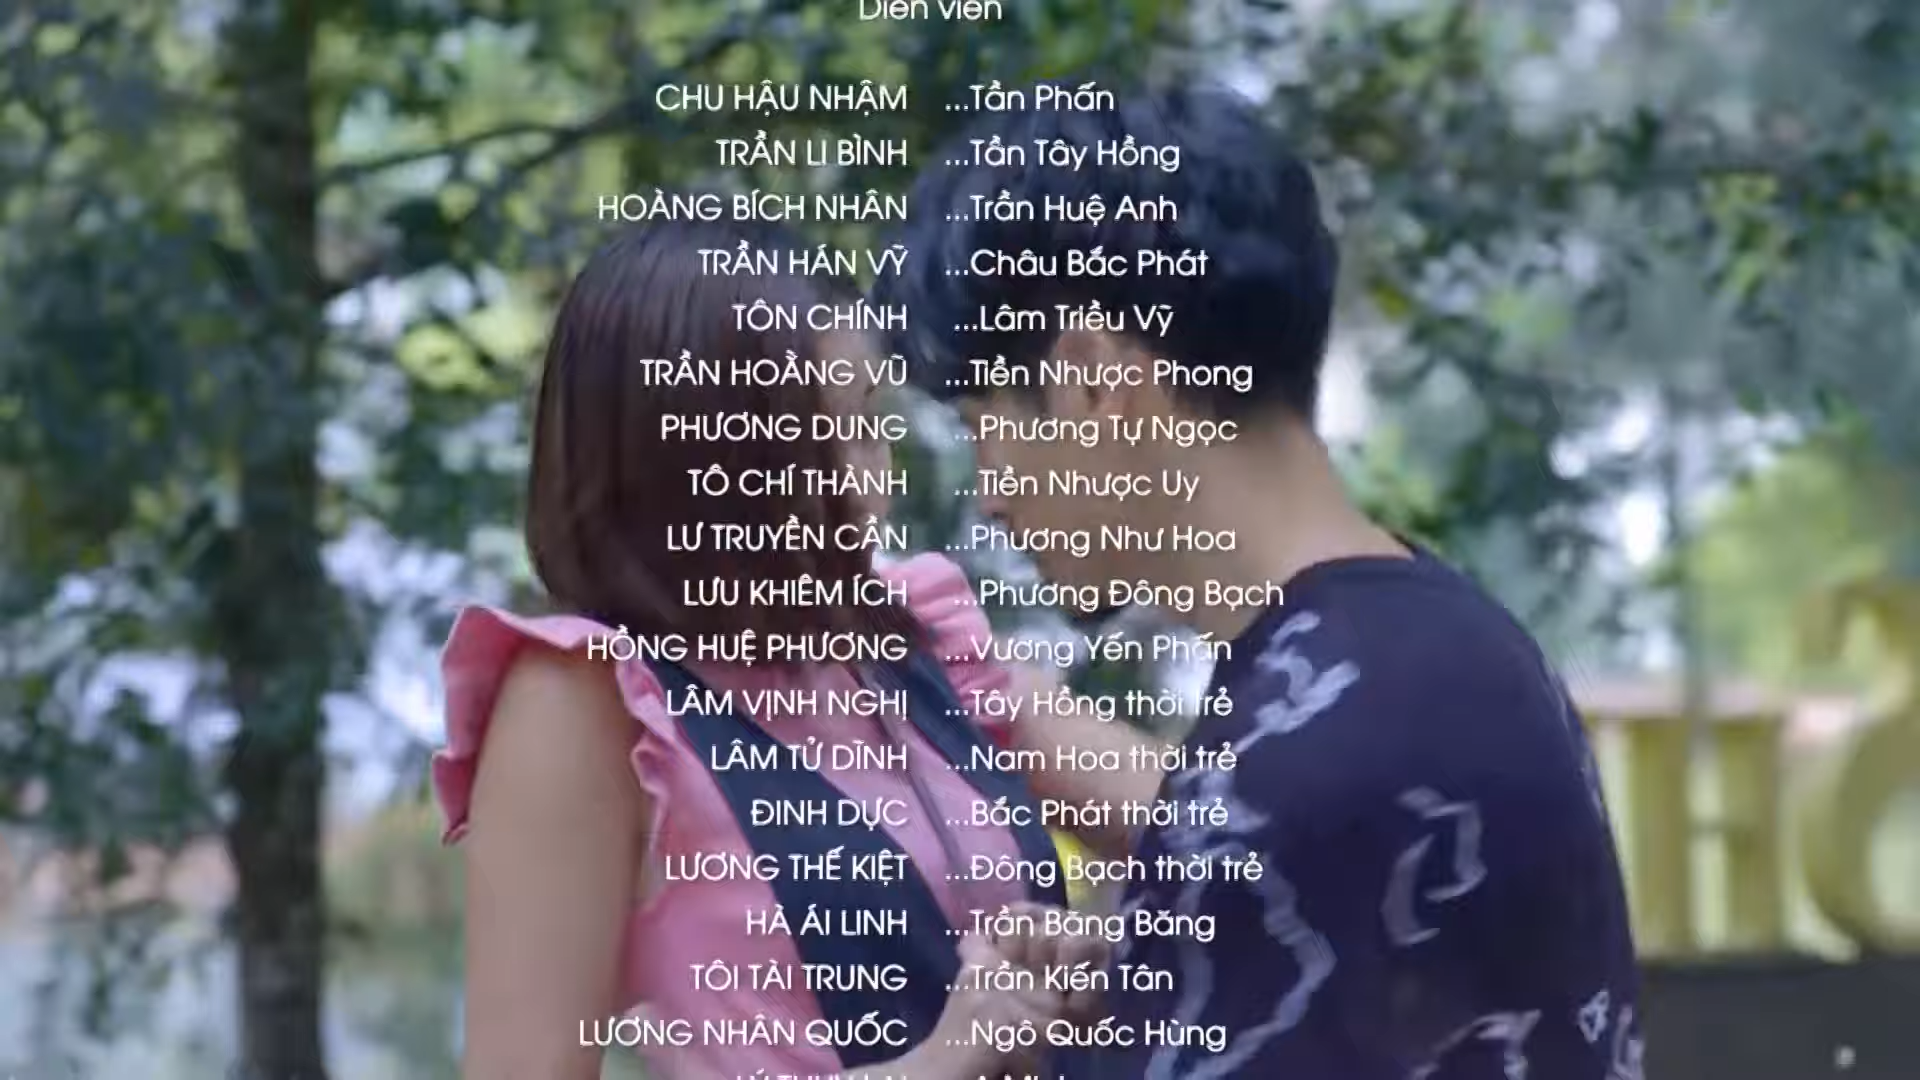 Diễn viên
CHU HẬU NHẬM ...Tần Phấn
TRẦN LI BÌNH ...Tần Tây Hồng
HOÀNG BÍCH NHÂN ...Trần Huệ Anh
TRẦN HÁN VỸ ...Châu Bắc Phát
TÔN CHÍNH ...Lâm Triều Vỹ
TRẦN HOẰNG VŨ ...Tiền Nhược Phong
PHƯƠNG DUNG ...Phương Tự Ngọc
TÔ CHÍ THÀNH ...Tiền Nhược Uy
LƯ TRUYỀN CẦN ...Phương Như Hoa
LƯU KHIÊM ÍCH ...Phương Đông Bạch
HỒNG HUỆ PHƯƠNG ...Vương Yến Phấn
LÂM VỊNH NGHỊ ...Tây Hồng thời trẻ
LÂM TỬ DĨNH ...Nam Hoa thời trẻ
ĐINH DỰC ...Bắc Phát thời trẻ
LƯƠNG THẾ KIỆT ...Đông Bạch thời trẻ
HÀ ÁI LINH ...Trần Băng Băng
TÔI TÀI TRUNG ...Trần Kiến Tân
LƯƠNG NHÂN QUỐC ...Ngô Quốc Hùng